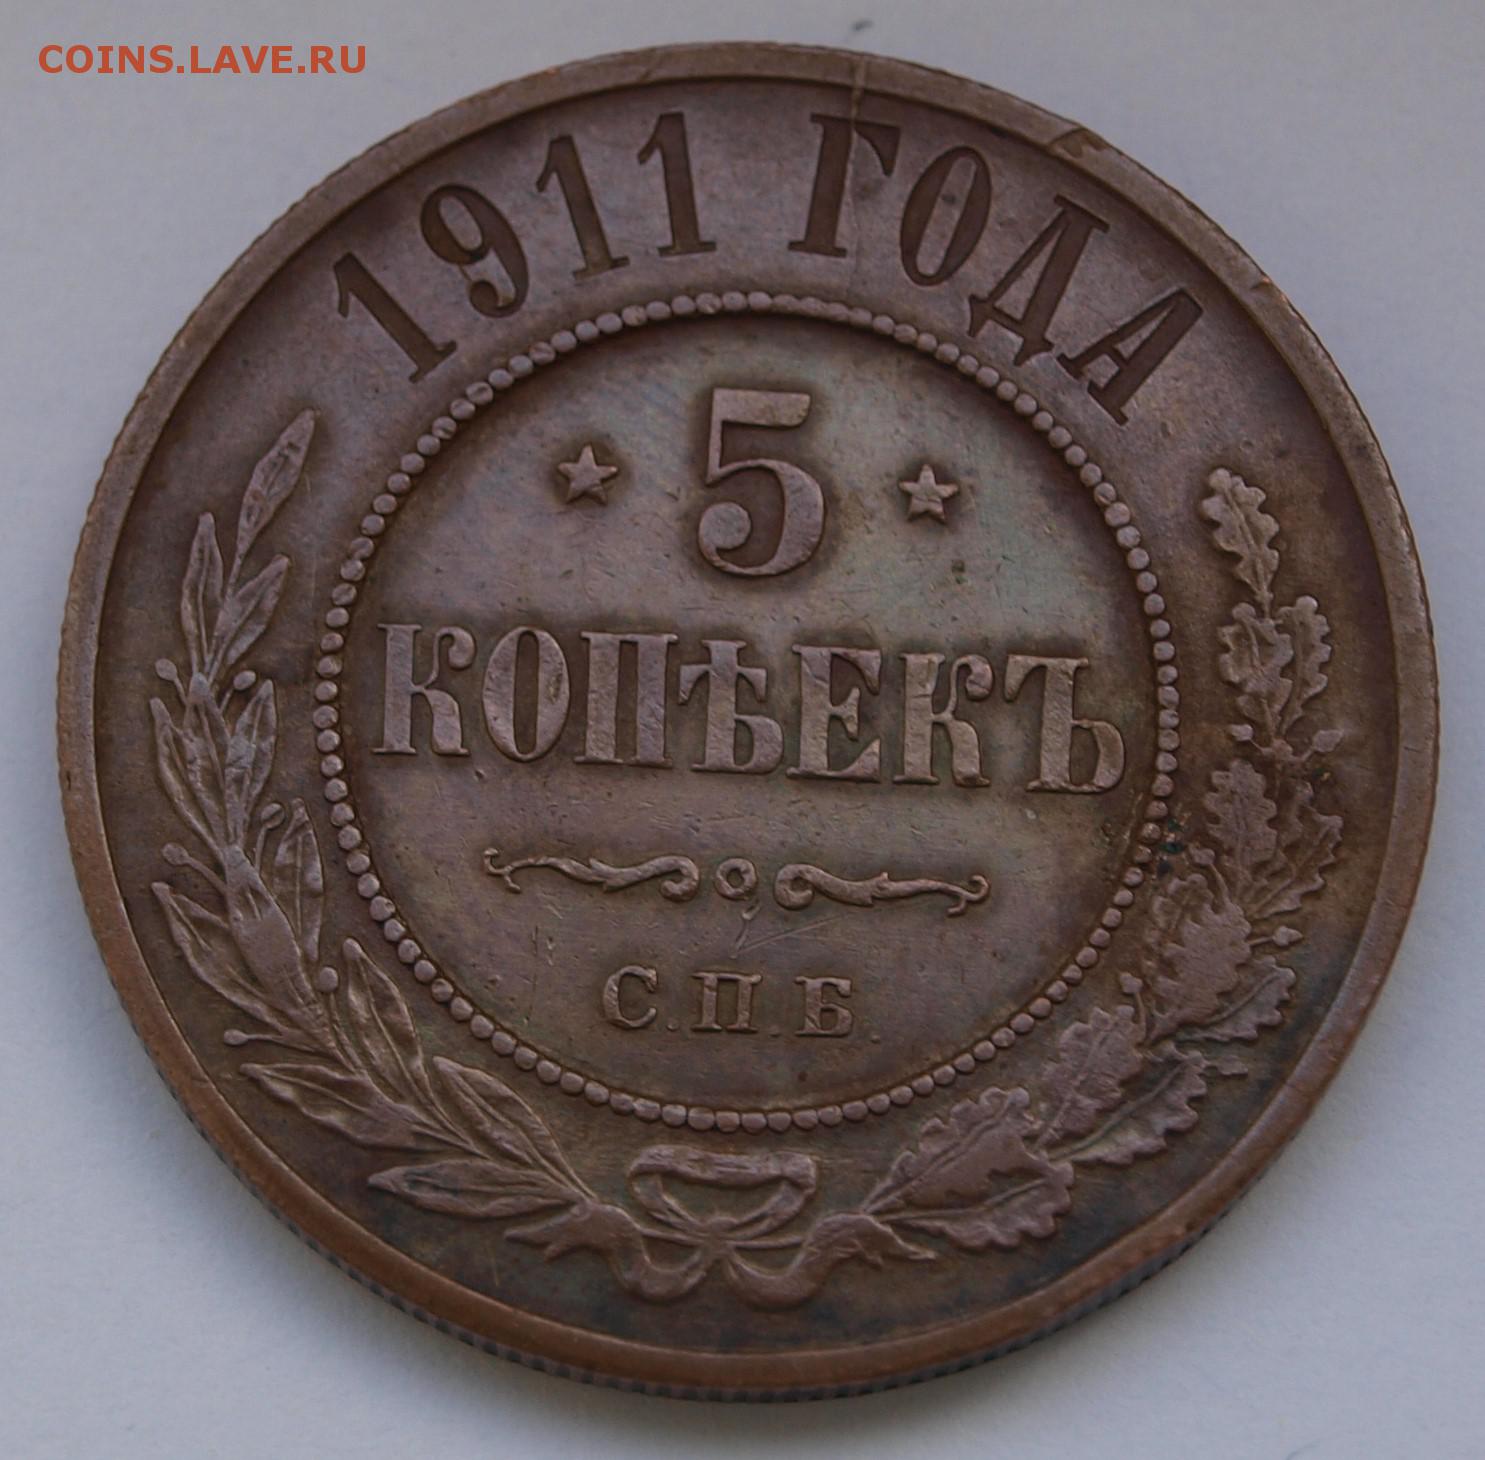 COINS.LAVE.RU
1911 ГОДА
5
КОПѢЕКЪ
С.П.Б.